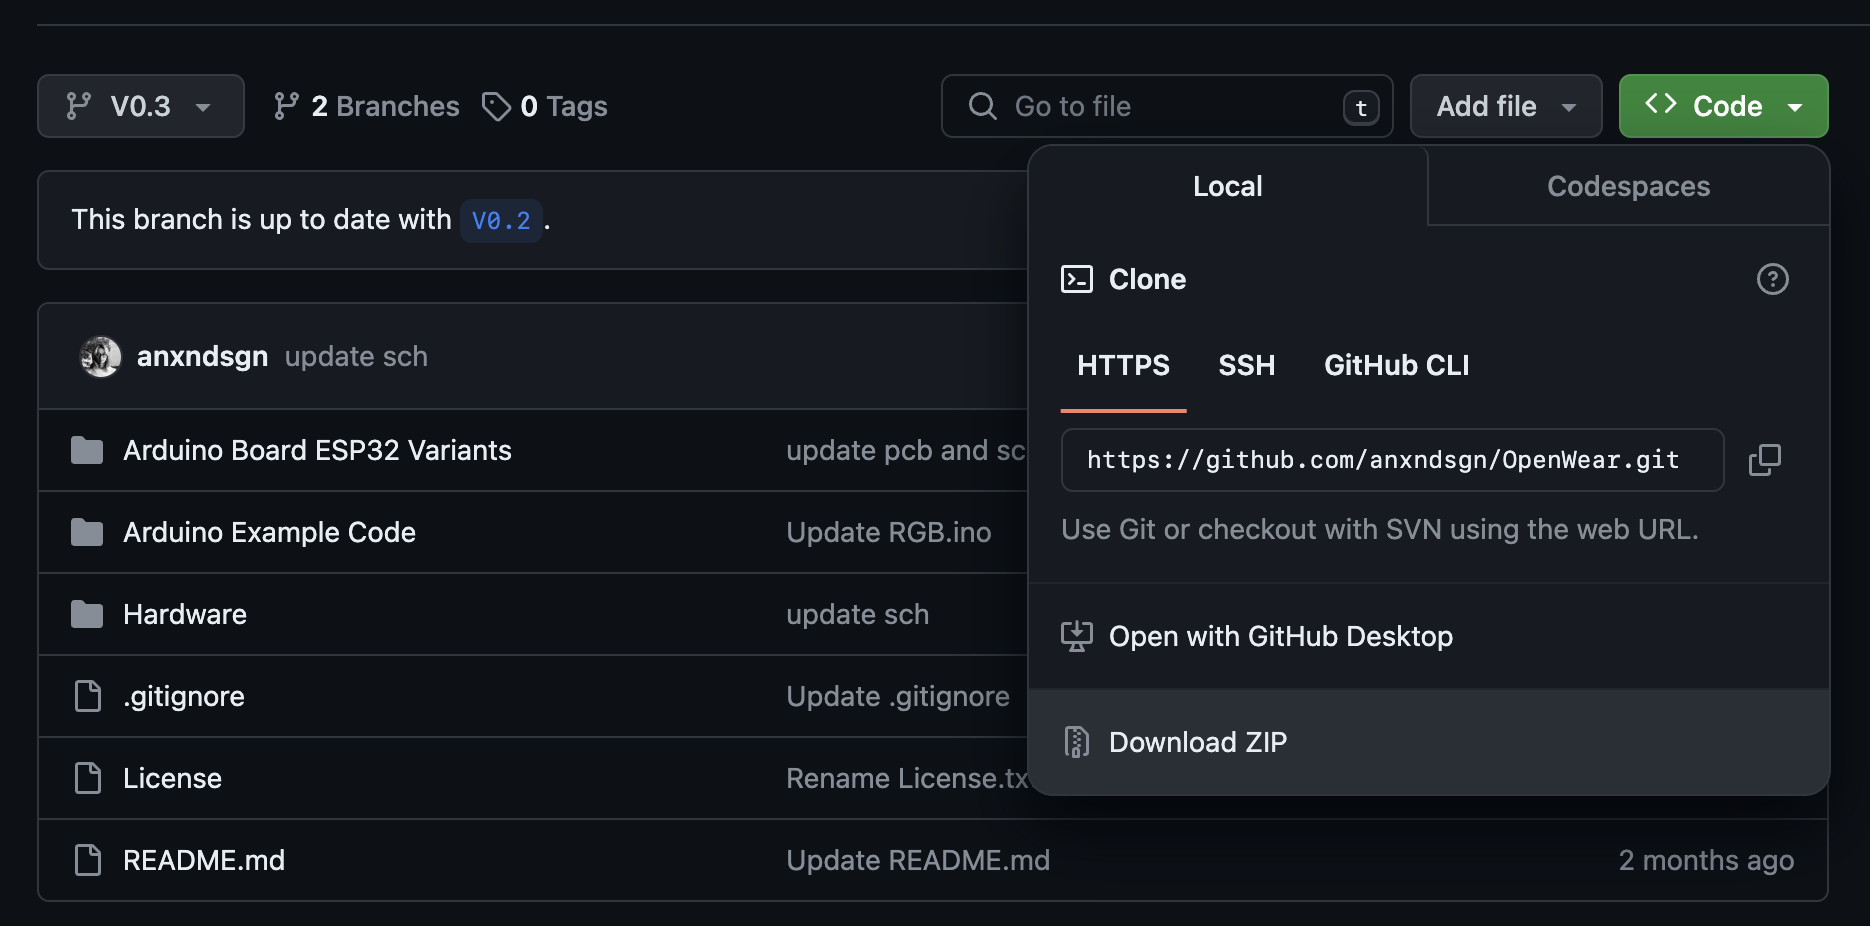 V0.3
2 Branches
0 Tags
Go to file
t
Add file
<> Code
Local
Codespaces
This branch is up to date with V0.2.
Clone
?
HTTPS
SSH
GitHub CLI
https://github.com/anxndsgn/OpenWear.git
Use Git or checkout with SVN using the web URL.
Open with GitHub Desktop
Download ZIP
anxndsgn update sch
Arduino Board ESP32 Variants
update pcb and sc
Arduino Example Code
Update RGB.ino
Hardware
update sch
.gitignore
Update .gitignore
License
Rename License.tx
README.md
Update README.md
2 months ago